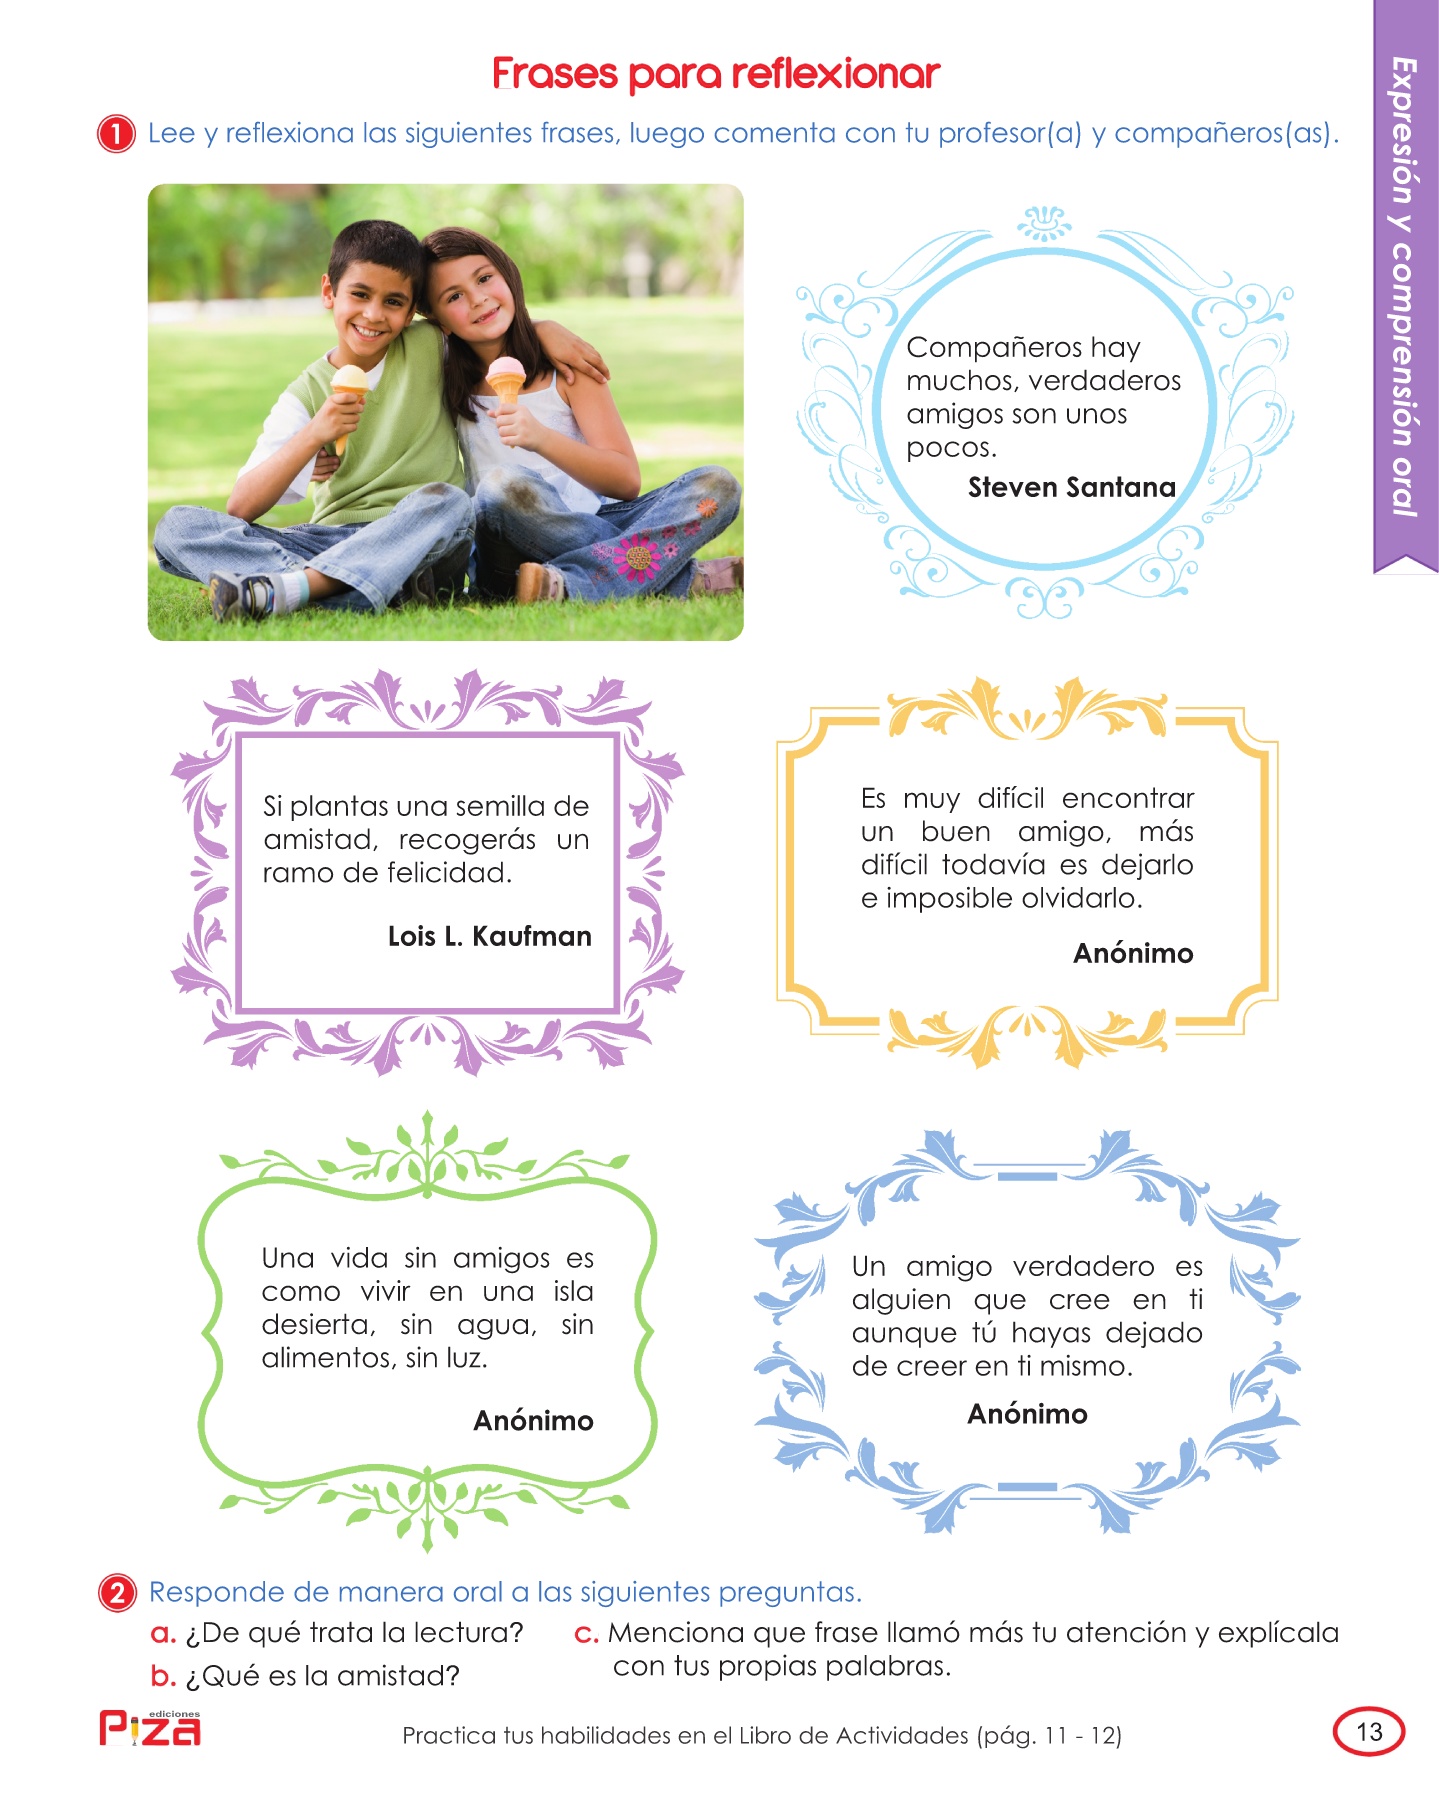 Frases para reflexionar
Expresión y comprensión oral
1 Lee y reflexiona las siguientes frases, luego comenta con tu profesor(a) y compañeros(as).
Compañeros hay
muchos, verdaderos
amigos son unos
pocos.
Steven Santana
Si plantas una semilla de
amistad, recogerás un
ramo de felicidad.
Lois L. Kaufman
Es muy difícil encontrar
un buen amigo, más
difícil todavía es dejarlo
e imposible olvidarlo.
Anónimo
Una vida sin amigos es
como vivir en una isla
desierta, sin agua, sin
alimentos, sin luz.
Anónimo
Un amigo verdadero es
alguien que cree en ti
aunque tú hayas dejado
de creer en ti mismo.
Anónimo
2 Responde de manera oral a las siguientes preguntas.
a. ¿De qué trata la lectura?
b. ¿Qué es la amistad?
c. Menciona que frase llamó más tu atención y explícala
con tus propias palabras.
ediciones
Piza
Practica tus habilidades en el Libro de Actividades (pág. 11 - 12)
13